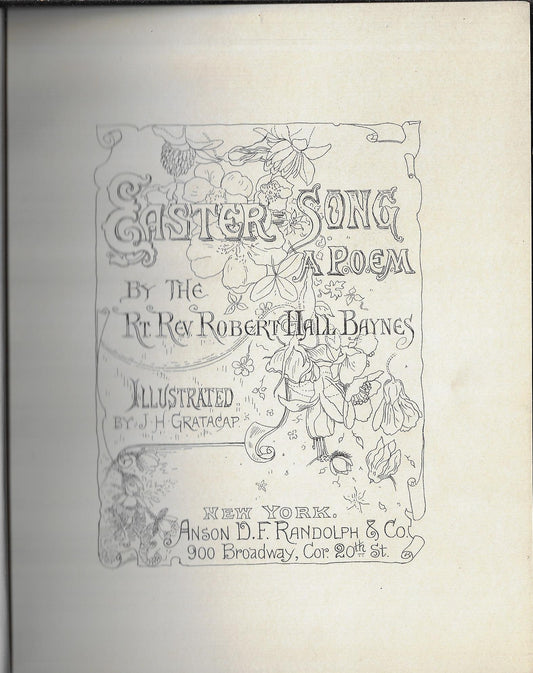 EASTER=SONG
A POEM
BY THE
RT. REV ROBERT HALL BAYNES
ILLUSTRATED
BY J·H GRATACAP
NEW YORK.
ANSON D.F. RANDOLPH & CO.
900 Broadway, Cor 20th St.